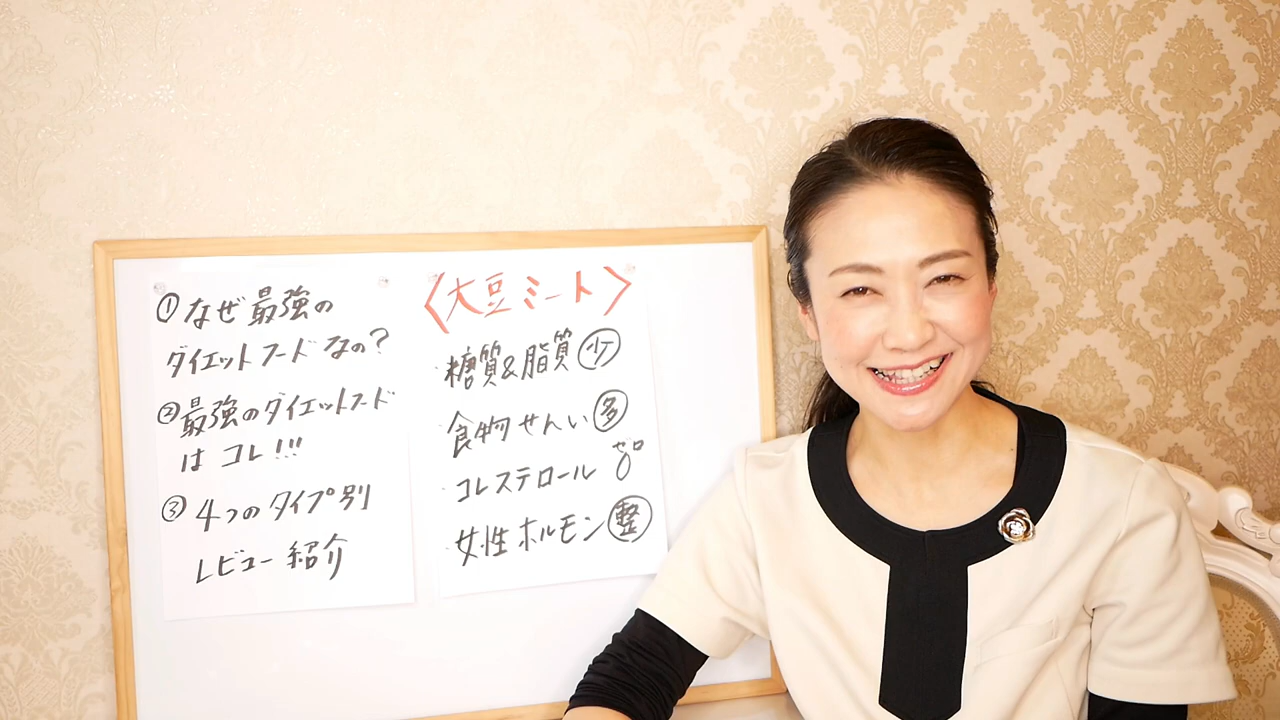 ①なぜ最強の
ダイエットフードなの?
②最強のダイエットフード
はコレ!!!
③4つのタイプ別
レビュー紹介
〈大豆ミート〉
・糖質&脂質 少
・食物せんい 多
・コレステロール ゼロ
・女性ホルモン 整